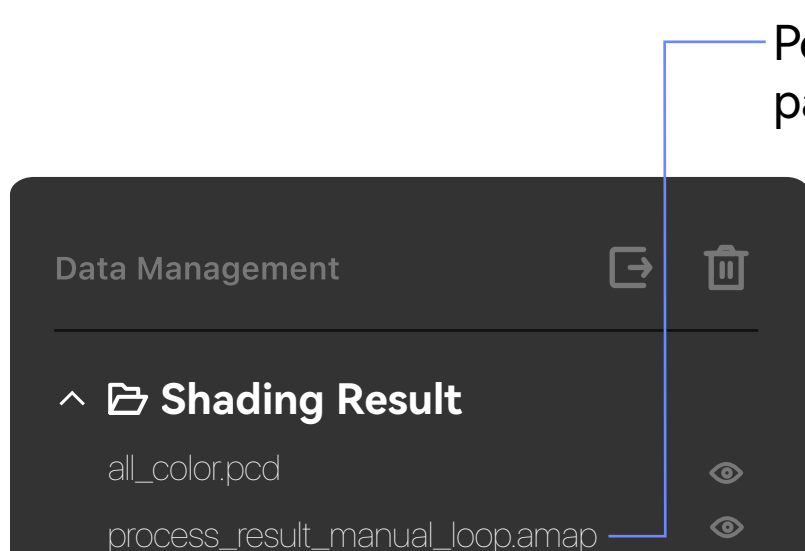 Data Management
Shading Result
all_color.pcd
process_result_manual_loop.amap